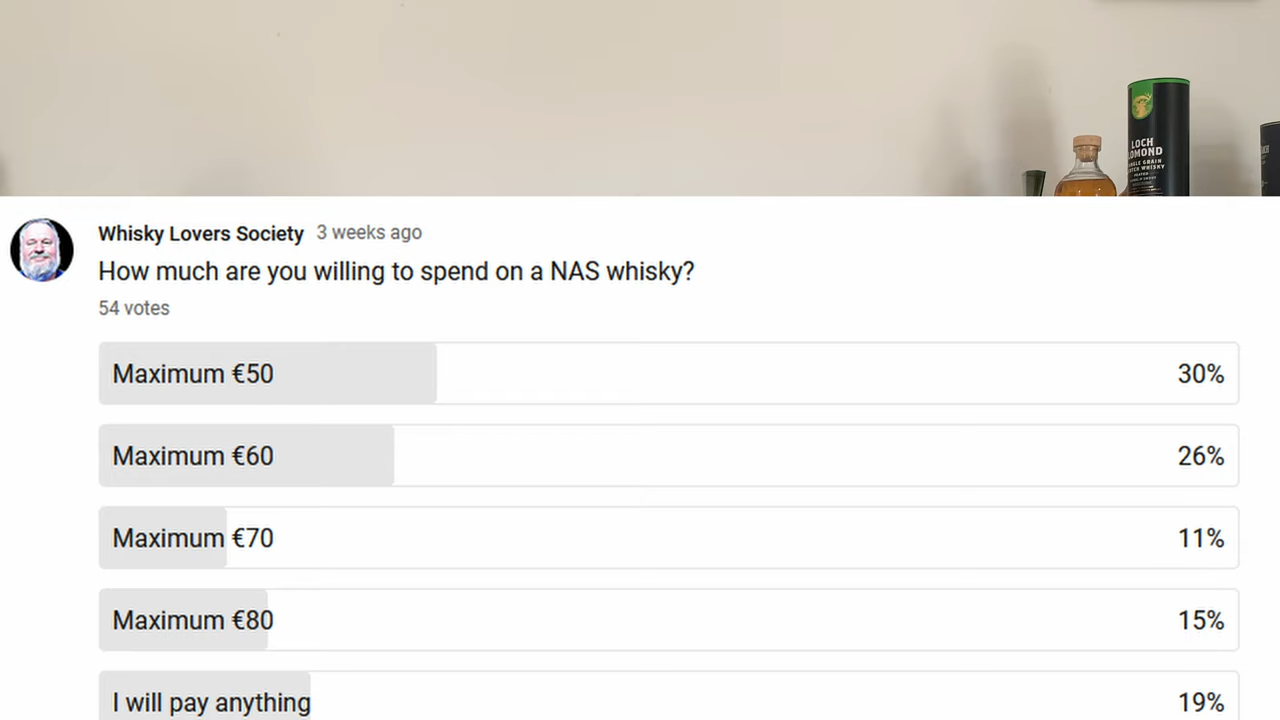 LOCH
LOMOND
SINGLE GRAIN
SCOTCH WHISKY
PEATED
Whisky Lovers Society 3 weeks ago
How much are you willing to spend on a NAS whisky?
54 votes
Maximum €50 30%
Maximum €60 26%
Maximum €70 11%
Maximum €80 15%
I will pay anything 19%